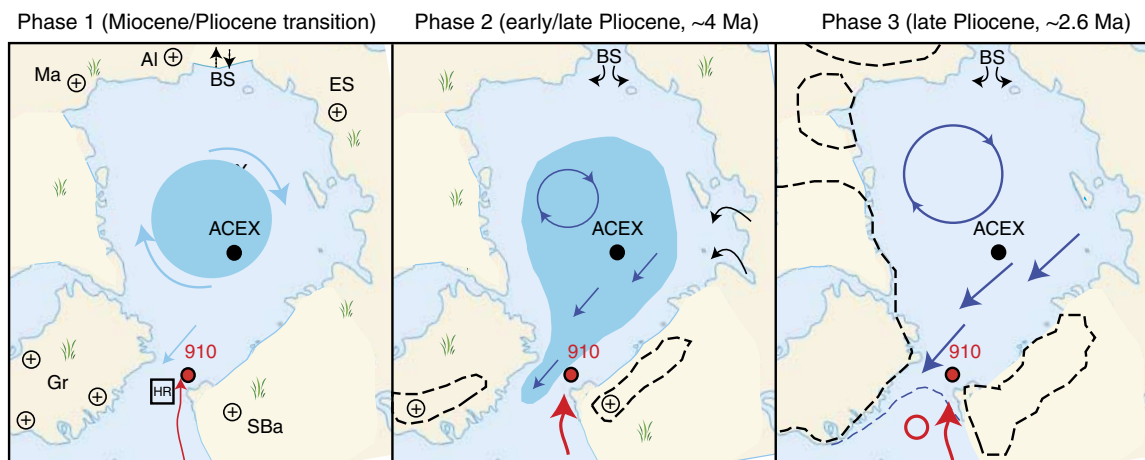 Phase 1 (Miocene/Pliocene transition)
Phase 2 (early/late Pliocene, ~4 Ma)
Phase 3 (late Pliocene, ~2.6 Ma)
Ma
Al
BS
ES
ACEX
910
HR
Gr
SBa
BS
ACEX
910
BS
ACEX
910